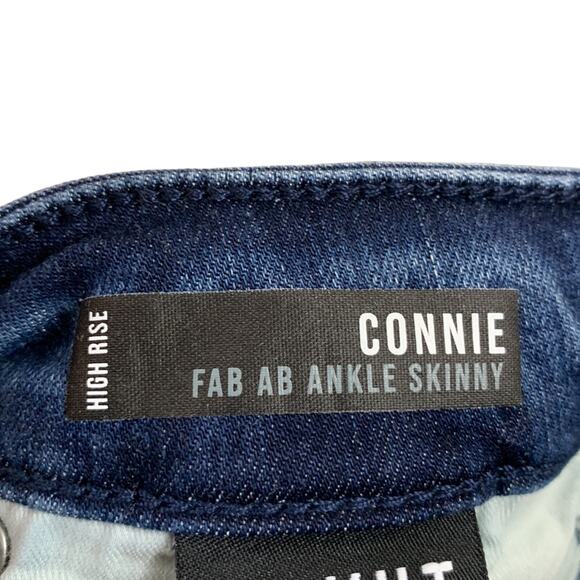 HIGH RISE
CONNIE
FAB AB ANKLE SKINNY